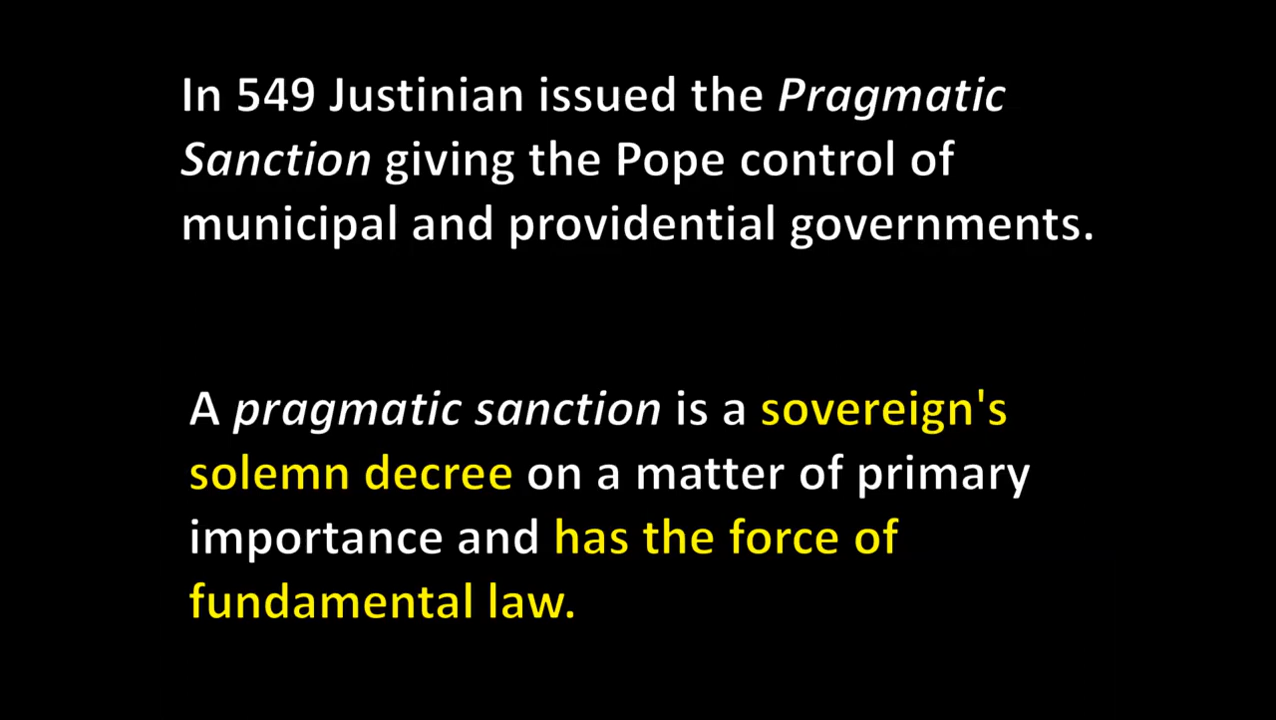 In 549 Justinian issued the Pragmatic
Sanction giving the Pope control of
municipal and providential governments.
A pragmatic sanction is a sovereign's
solemn decree on a matter of primary
importance and has the force of
fundamental law.